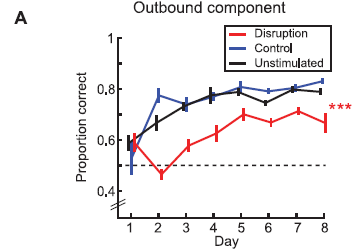 A
Outbound component
Disruption
Control
Unstimulated
1
0,8
0,6
0,4
Proportion correct
***
1 2 3 4 5 6 7 8
Day